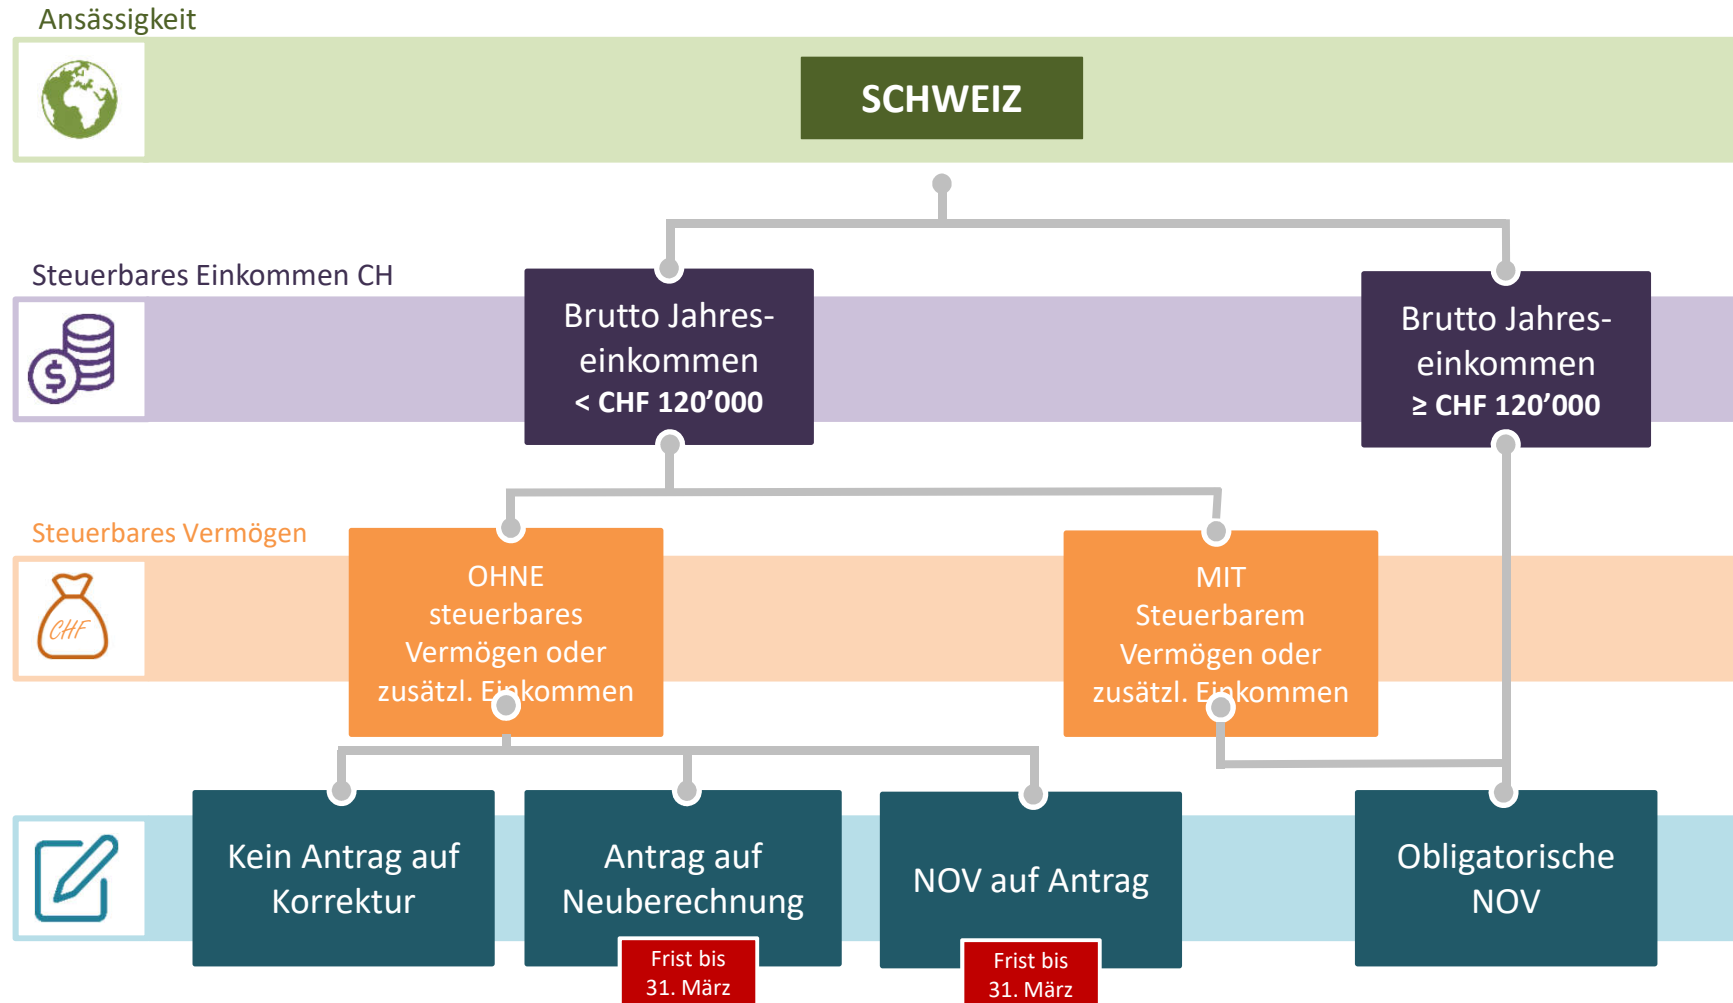 Ansässigkeit
SCHWEIZ
Steuerbares Einkommen CH
$
Brutto Jahres-
einkommen
< CHF 120’000
Brutto Jahres-
einkommen
≥ CHF 120’000
Steuerbares Vermögen
CHF
OHNE
steuerbares
Vermögen oder
zusätzl. Einkommen
MIT
Steuerbarem
Vermögen oder
zusätzl. Einkommen
Kein Antrag auf
Korrektur
Antrag auf
Neuberechnung
Frist bis
31. März
NOV auf Antrag
Frist bis
31. März
Obligatorische
NOV